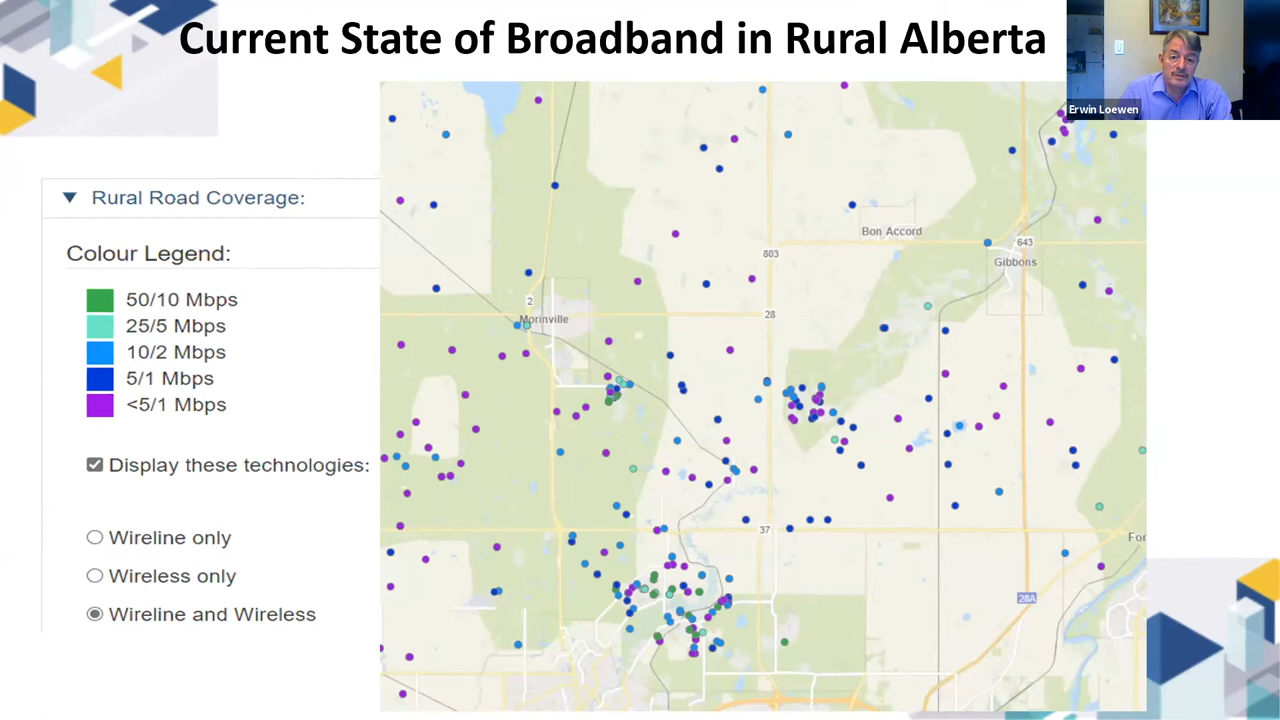 Current State of Broadband in Rural Alberta
Erwin Loewen
▼ Rural Road Coverage:
Colour Legend:
50/10 Mbps
25/5 Mbps
10/2 Mbps
5/1 Mbps
<5/1 Mbps
Display these technologies:
Wireline only
Wireless only
Wireline and Wireless
Bon Accord
643
803
Gibbons
2
Morinville
28
37
For
28A